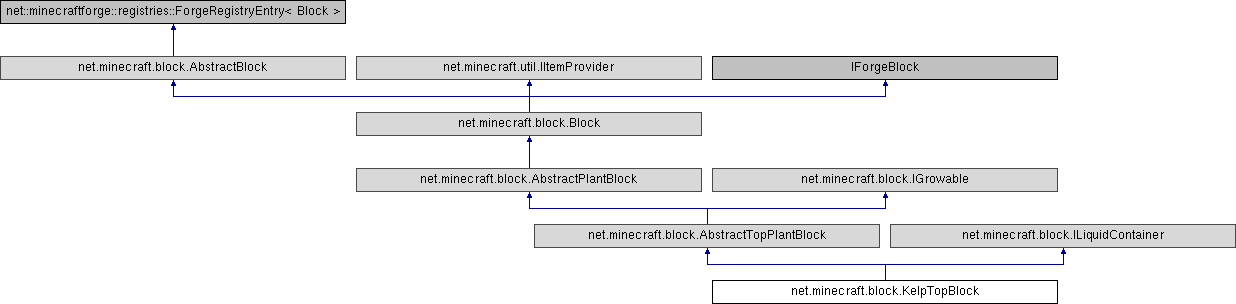 net::minecraftforge::registries::ForgeRegistryEntry< Block >
net.minecraft.block.AbstractBlock
net.minecraft.util.IItemProvider
IForgeBlock
net.minecraft.block.Block
net.minecraft.block.AbstractPlantBlock
net.minecraft.block.IGrowable
net.minecraft.block.AbstractTopPlantBlock
net.minecraft.block.ILiquidContainer
net.minecraft.block.KelpTopBlock